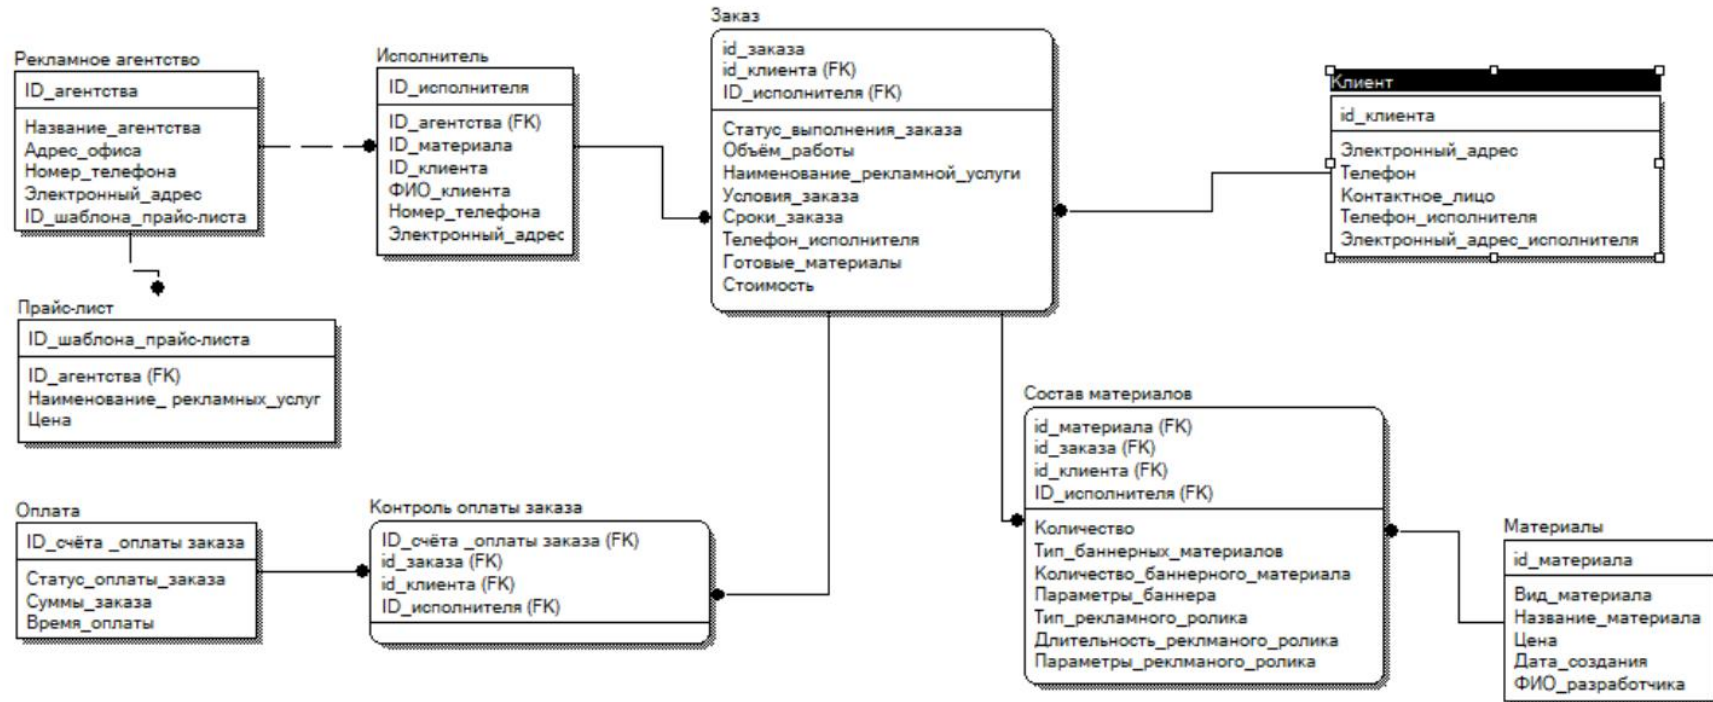 Рекламное агентство
ID_агентства
Название_агентства
Адрес_офиса
Номер_телефона
Электронный_адрес
ID_шаблона_прайс-листа
Исполнитель
ID_исполнителя
ID_агентства (FK)
ID_материала
ID_клиента
ФИО_клиента
Номер_телефона
Электронный_адрес
Заказ
id_заказа
id_клиента (FK)
ID_исполнителя (FK)
Статус_выполнения_заказа
Объём_работы
Наименование_рекламной_услуги
Условия_заказа
Сроки_заказа
Телефон_исполнителя
Готовые_материалы
Стоимость
Клиент
id_клиента
Электронный_адрес
Телефон
Контактное_лицо
Телефон_исполнителя
Электронный_адрес_исполнителя
Прайс-лист
ID_шаблона_прайс-листа
ID_агентства (FK)
Наименование_ рекламных_услуг
Цена
Оплата
ID_счёта _оплаты заказа
Статус_оплаты_заказа
Суммы_заказа
Время_оплаты
Контроль оплаты заказа
ID_счёта _оплаты заказа (FK)
id_заказа (FK)
id_клиента (FK)
ID_исполнителя (FK)
Состав материалов
id_материала (FK)
id_заказа (FK)
id_клиента (FK)
ID_исполнителя (FK)
Количество
Тип_баннерных_материалов
Количество_баннерного_материала
Параметры_баннера
Тип_рекламного_ролика
Длительность_реклманого_ролика
Параметры_реклманого_ролика
Материалы
id_материала
Вид_материала
Название_материала
Цена
Дата_создания
ФИО_разработчика